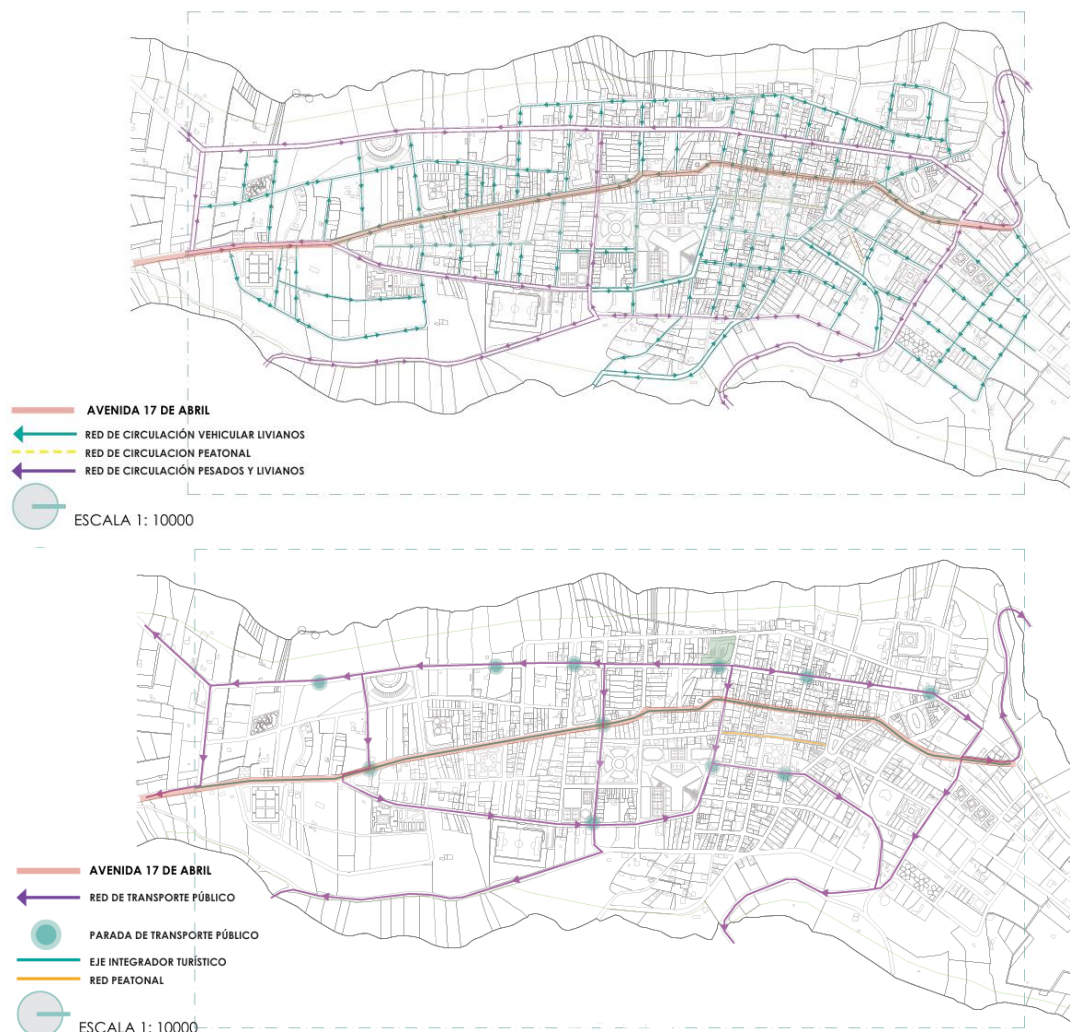 AVENIDA 17 DE ABRIL
RED DE CIRCULACIÓN VEHICULAR LIVIANOS
RED DE CIRCULACION PEATONAL
RED DE CIRCULACIÓN PESADOS Y LIVIANOS
ESCALA 1: 10000
AVENIDA 17 DE ABRIL
RED DE TRANSPORTE PÚBLICO
PARADA DE TRANSPORTE PÚBLICO
EJE INTEGRADOR TURÍSTICO
RED PEATONAL
ESCALA 1: 10000